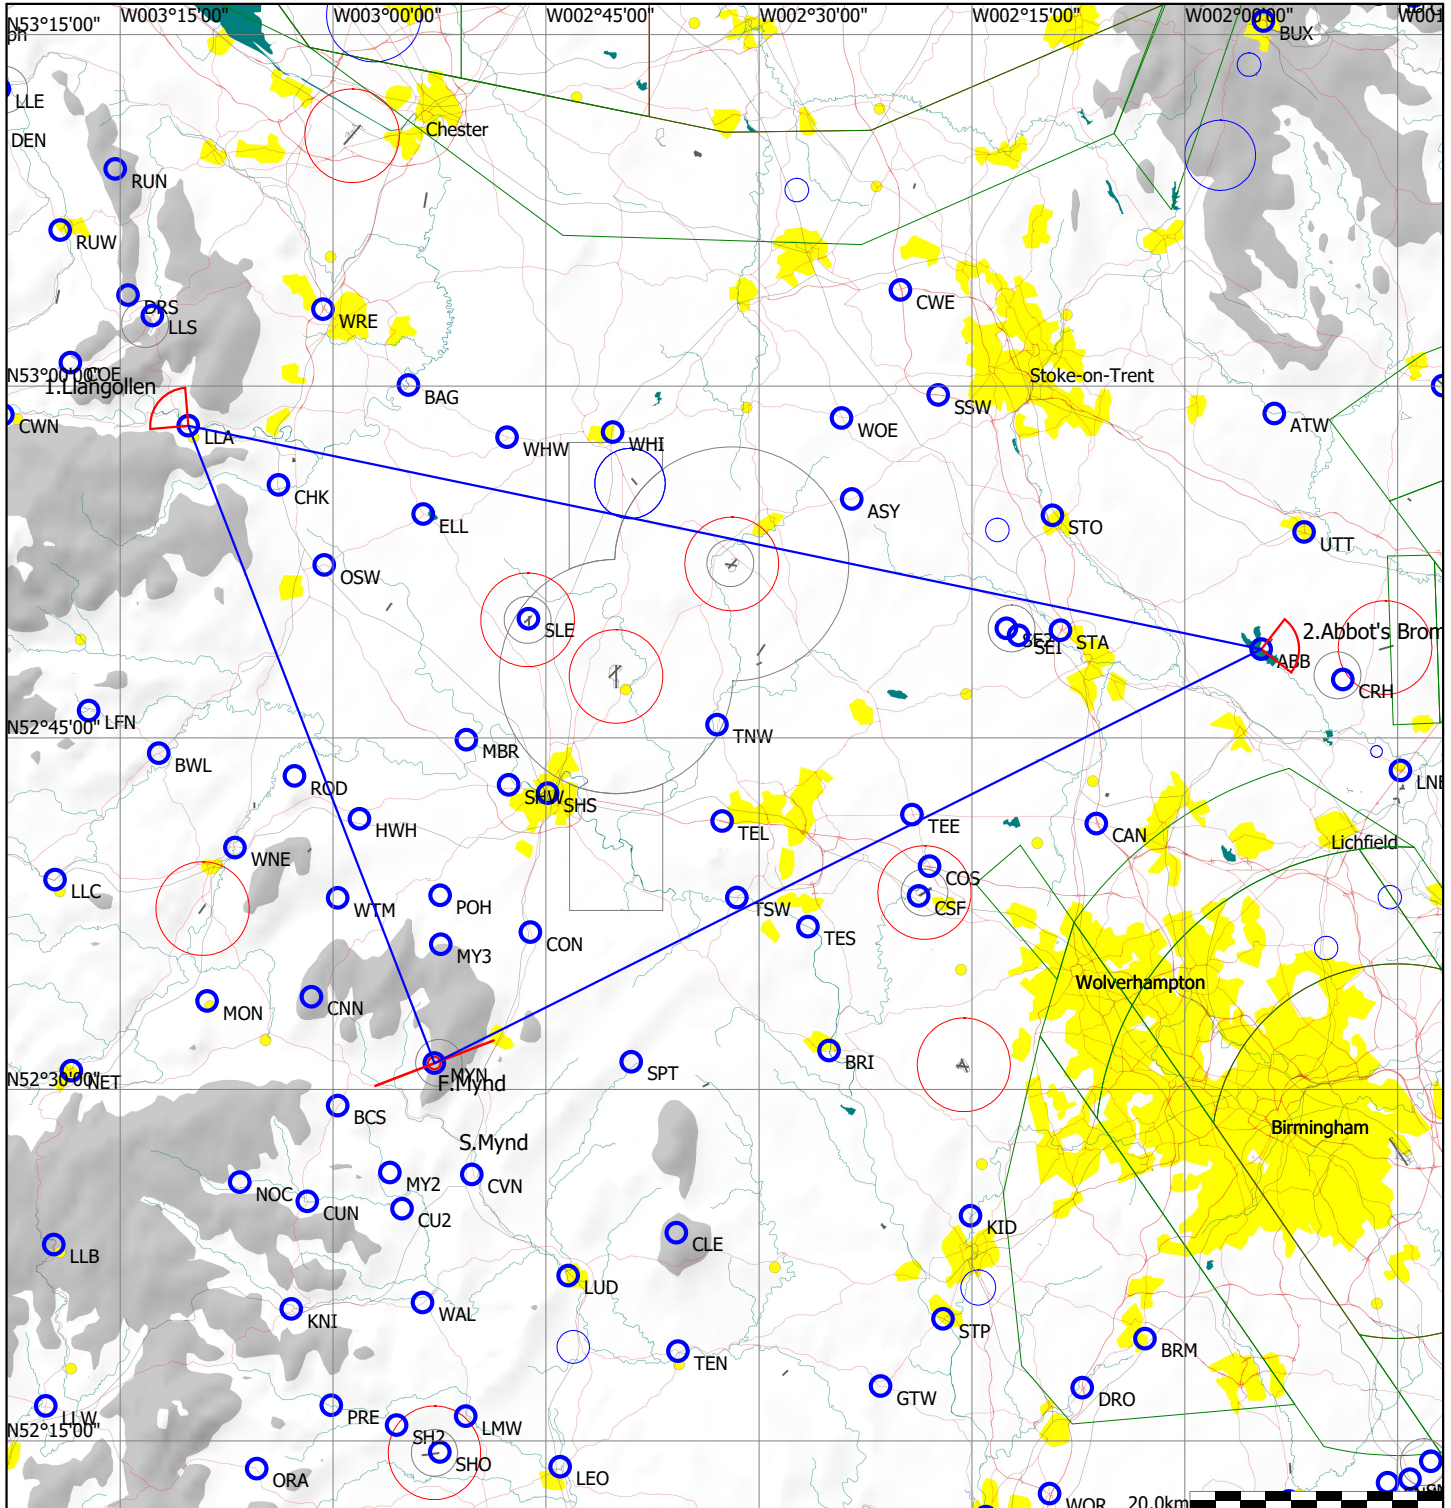 W003°15'00" W003°00'00" W002°45'00" W002°30'00" W002°15'00" W002°00'00"
N53°15'00"
BUX
ph
LLE
Chester
DEN
RUN
RUW
DRS
LLS
WRE
CWE
N53°00'00"
COE
1.Llangollen
Stoke-on-Trent
BAG
SSW
CWN
LLA
WHW
WHI
WOE
ATW
CHK
ELL
ASY
STO
UTT
OSW
SLE
SE2
SEI
STA
2.Abbot's Brom
ABB
CRH
LFN
N52°45'00"
MBR
TNW
BWL
ROD
SHW
SHS
HWH
TEL
TEE
CAN
Lichfield
WNE
COS
LLC
WTM
POH
TSW
CSF
CON
TES
MY3
Wolverhampton
MON
CNN
BRI
SPT
MYN
F.Mynd
N52°30'00"
NET
BCS
Birmingham
S.Mynd
MY2
CVN
NOC
CUN
CU2
KID
LLB
CLE
LUD
WAL
KNI
STP
BRM
TEN
GTW
DRO
LLW
PRE
LMW
N52°15'00"
SH2
SHO
ORA
LEO
WOR
20.0km